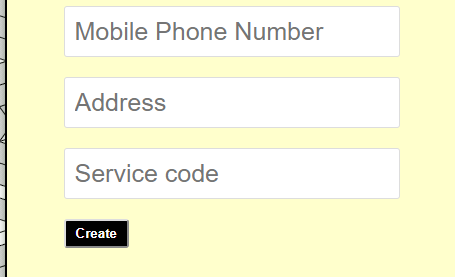 Mobile Phone Number
Address
Service code
Create